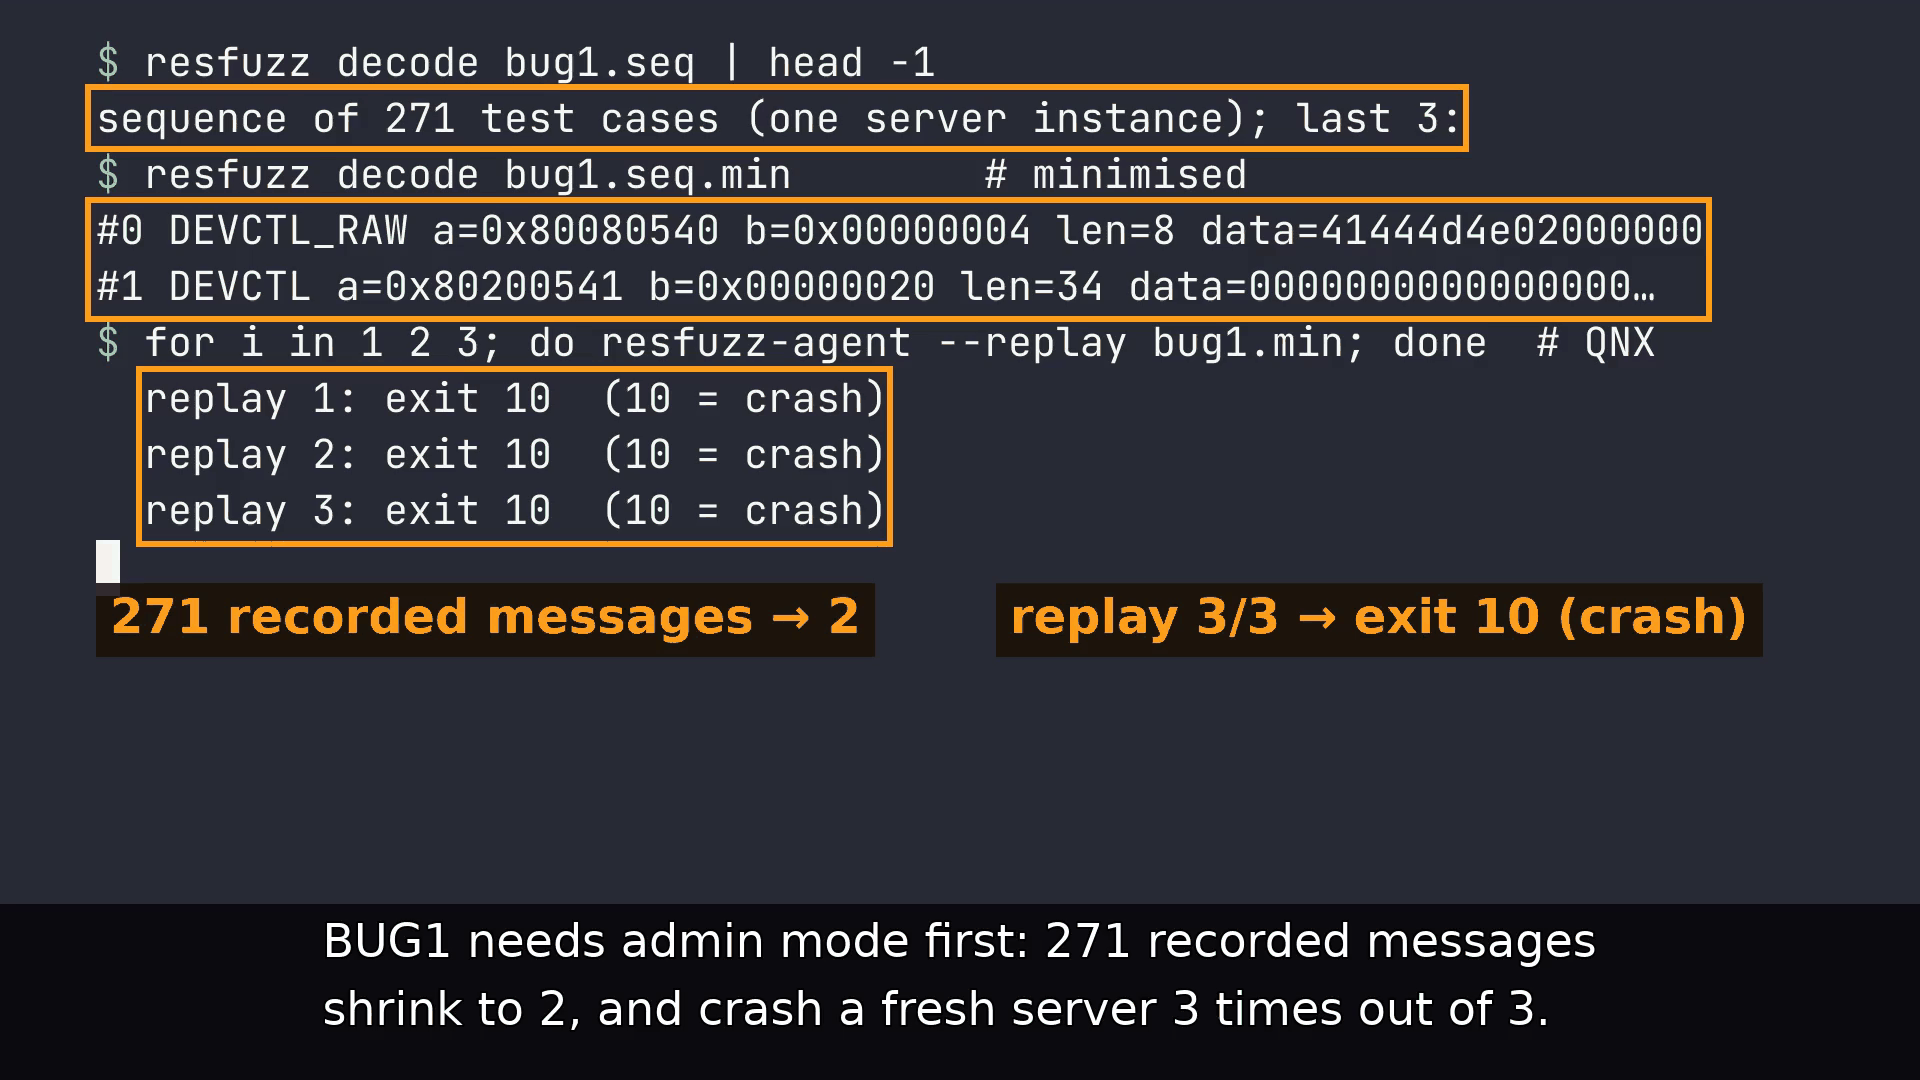 $ resfuzz decode bug1.seq | head -1
sequence of 271 test cases (one server instance); last 3:
$ resfuzz decode bug1.seq.min        # minimised
#0 DEVCTL_RAW a=0x80080540 b=0x00000004 len=8 data=41444d4e02000000
#1 DEVCTL a=0x80200541 b=0x00000020 len=34 data=0000000000000000…
$ for i in 1 2 3; do resfuzz-agent --replay bug1.min; done  # QNX
  replay 1: exit 10  (10 = crash)
  replay 2: exit 10  (10 = crash)
  replay 3: exit 10  (10 = crash)
271 recorded messages → 2
replay 3/3 → exit 10 (crash)
BUG1 needs admin mode first: 271 recorded messages
shrink to 2, and crash a fresh server 3 times out of 3.